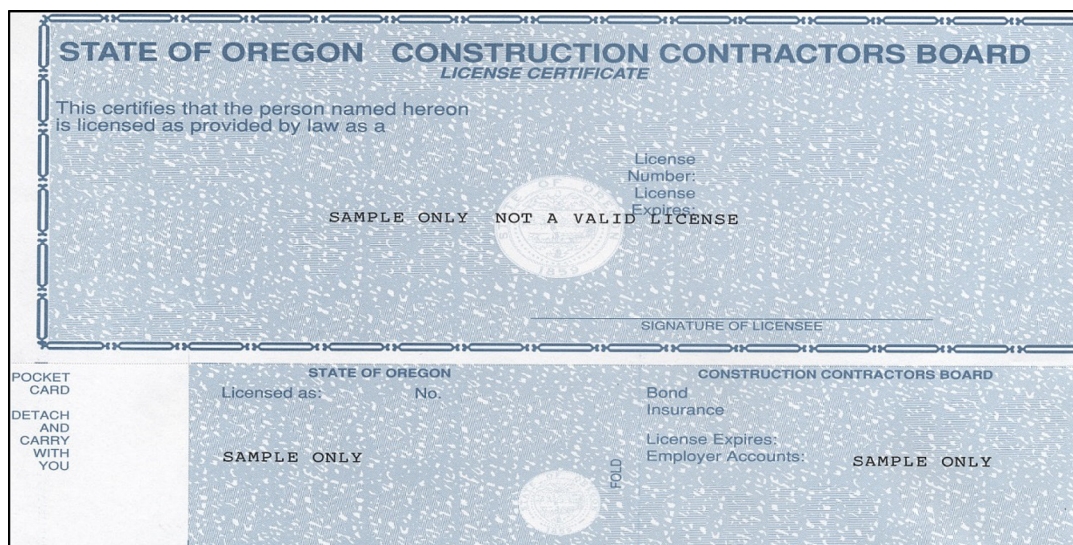 STATE OF OREGON CONSTRUCTION CONTRACTORS BOARD
LICENSE CERTIFICATE
This certifies that the person named hereon
is licensed as provided by law as a
License
Number:
License
Expires:
SAMPLE ONLY NOT A VALID LICENSE
1859
SIGNATURE OF LICENSEE
POCKET
CARD
DETACH
AND
CARRY
WITH
YOU
STATE OF OREGON
Licensed as: No.
SAMPLE ONLY
FOLD
CONSTRUCTION CONTRACTORS BOARD
Bond
Insurance
License Expires:
Employer Accounts: SAMPLE ONLY